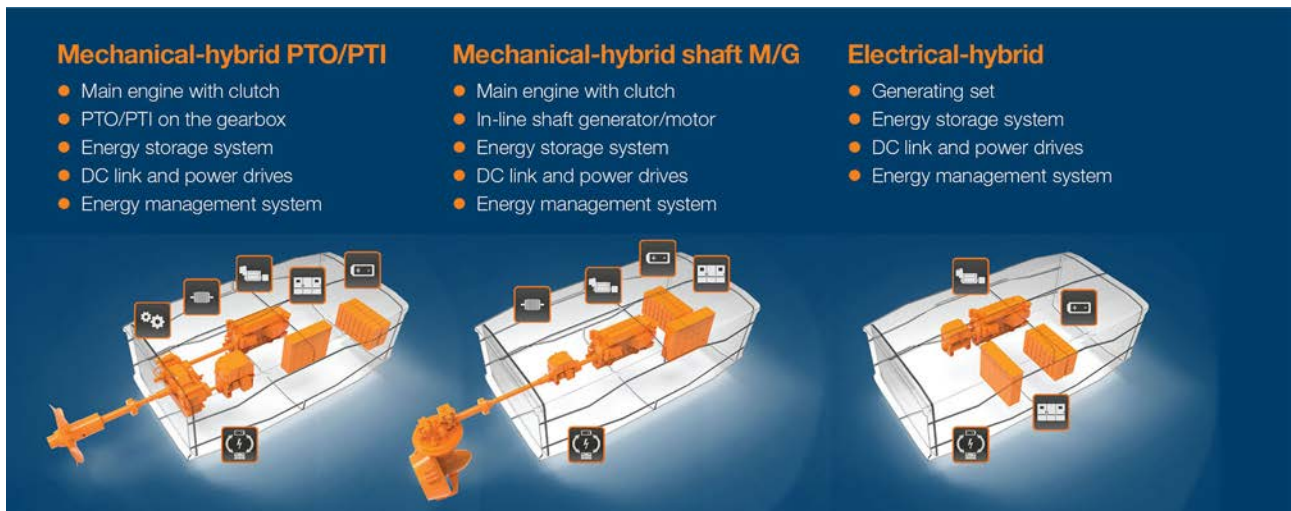 Mechanical-hybrid PTO/PTI
Main engine with clutch
PTO/PTI on the gearbox
Energy storage system
DC link and power drives
Energy management system
Mechanical-hybrid shaft M/G
Main engine with clutch
In-line shaft generator/motor
Energy storage system
DC link and power drives
Energy management system
Electrical-hybrid
Generating set
Energy storage system
DC link and power drives
Energy management system